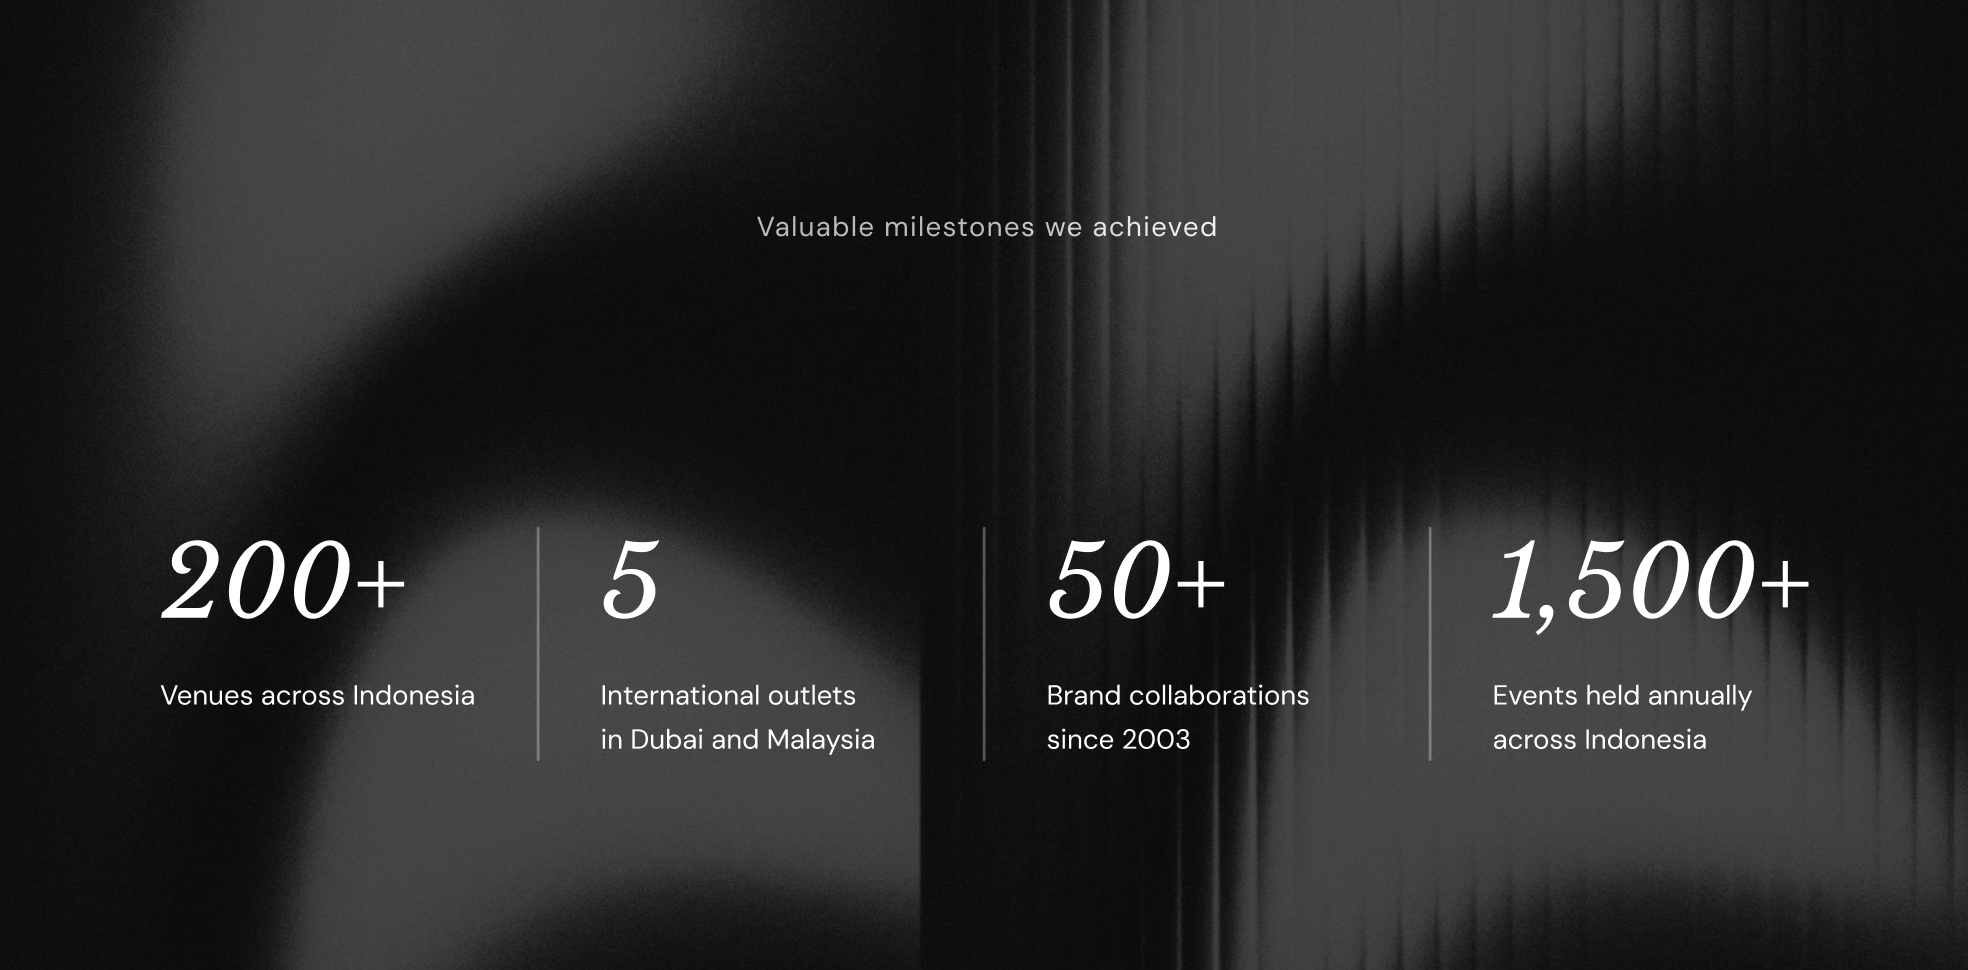 Valuable milestones we achieved
200+
Venues across Indonesia
5
International outlets
in Dubai and Malaysia
50+
Brand collaborations
since 2003
1,500+
Events held annually
across Indonesia